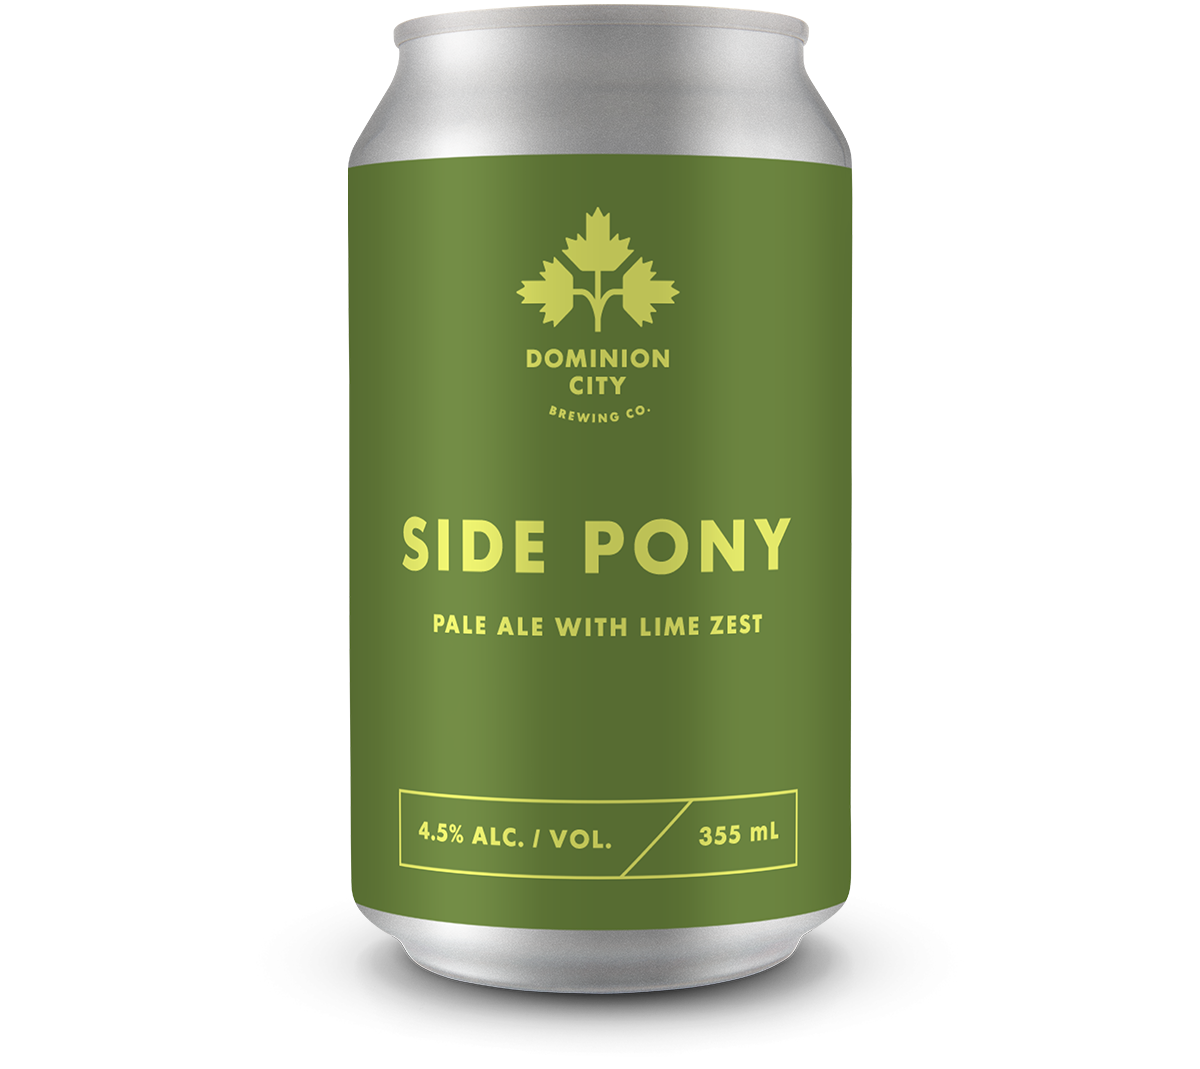 DOMINION
CITY
BREWING CO.
SIDE PONY
PALE ALE WITH LIME ZEST
4.5% ALC. / VOL. 355 mL